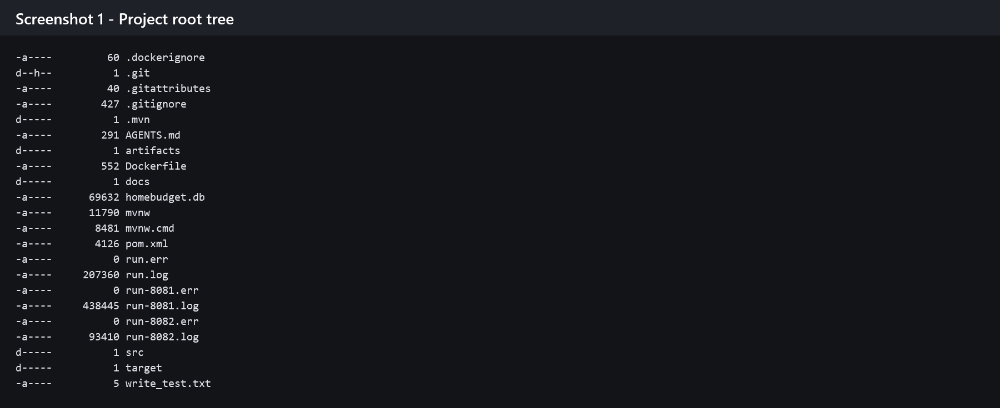 Screenshot 1 - Project root tree
-a----         60 .dockerignore
d--h--          1 .git
-a----         40 .gitattributes
-a----        427 .gitignore
d-----          1 .mvn
-a----        291 AGENTS.md
d-----          1 artifacts
-a----        552 Dockerfile
d-----          1 docs
-a----      69632 homebudget.db
-a----      11790 mvnw
-a----       8481 mvnw.cmd
-a----       4126 pom.xml
-a----          0 run.err
-a----     207360 run.log
-a----          0 run-8081.err
-a----     438445 run-8081.log
-a----          0 run-8082.err
-a----      93410 run-8082.log
d-----          1 src
d-----          1 target
-a----          5 write_test.txt